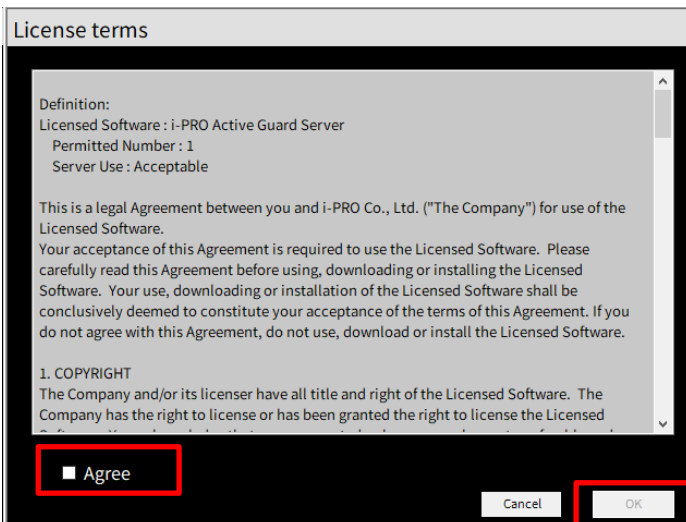 License terms
Definition:
Licensed Software : i-PRO Active Guard Server
Permitted Number : 1
Server Use : Acceptable
This is a legal Agreement between you and i-PRO Co., Ltd. ("The Company") for use of the
Licensed Software.
Your acceptance of this Agreement is required to use the Licensed Software.  Please
carefully read this Agreement before using, downloading or installing the Licensed
Software.  Your use, downloading or installation of the Licensed Software shall be
conclusively deemed to constitute your acceptance of the terms of this Agreement. If you
do not agree with this Agreement, do not use, download or install the Licensed Software.
1. COPYRIGHT
The Company and/or its licenser have all title and right of the Licensed Software.  The
Company has the right to license or has been granted the right to license the Licensed
Agree
Cancel
OK